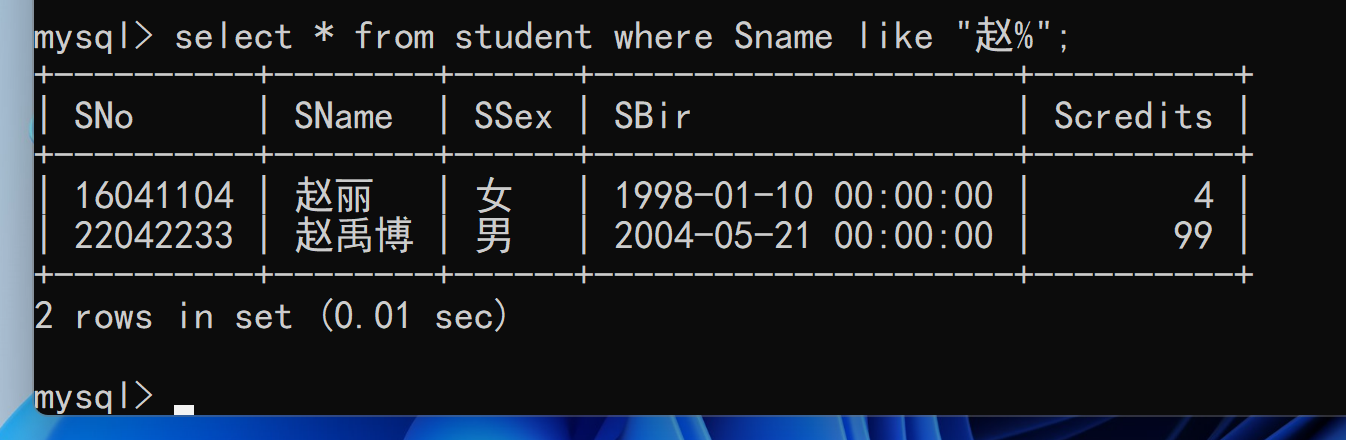 mysql> select * from student where Sname like "赵%";
+----------+--------+------+---------------------+----------+
| SNo      | SName  | SSex | SBir                | Scredits |
+----------+--------+------+---------------------+----------+
| 16041104 | 赵丽   | 女   | 1998-01-10 00:00:00 |        4 |
| 22042233 | 赵禹博 | 男   | 2004-05-21 00:00:00 |       99 |
+----------+--------+------+---------------------+----------+
2 rows in set (0.01 sec)
mysql>